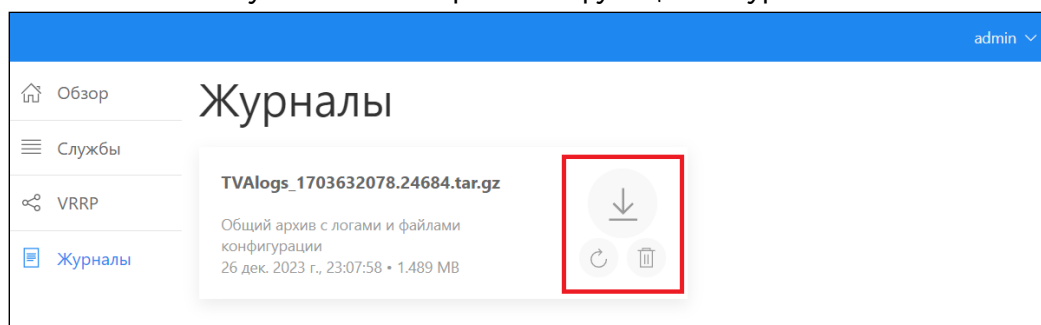 admin
Обзор
Журналы
Службы
TVAlogs_1703632078.24684.tar.gz
VRRP
Общий архив с логами и файлами
конфигурации
Журналы
26 дек. 2023 г., 23:07:58 • 1.489 MB